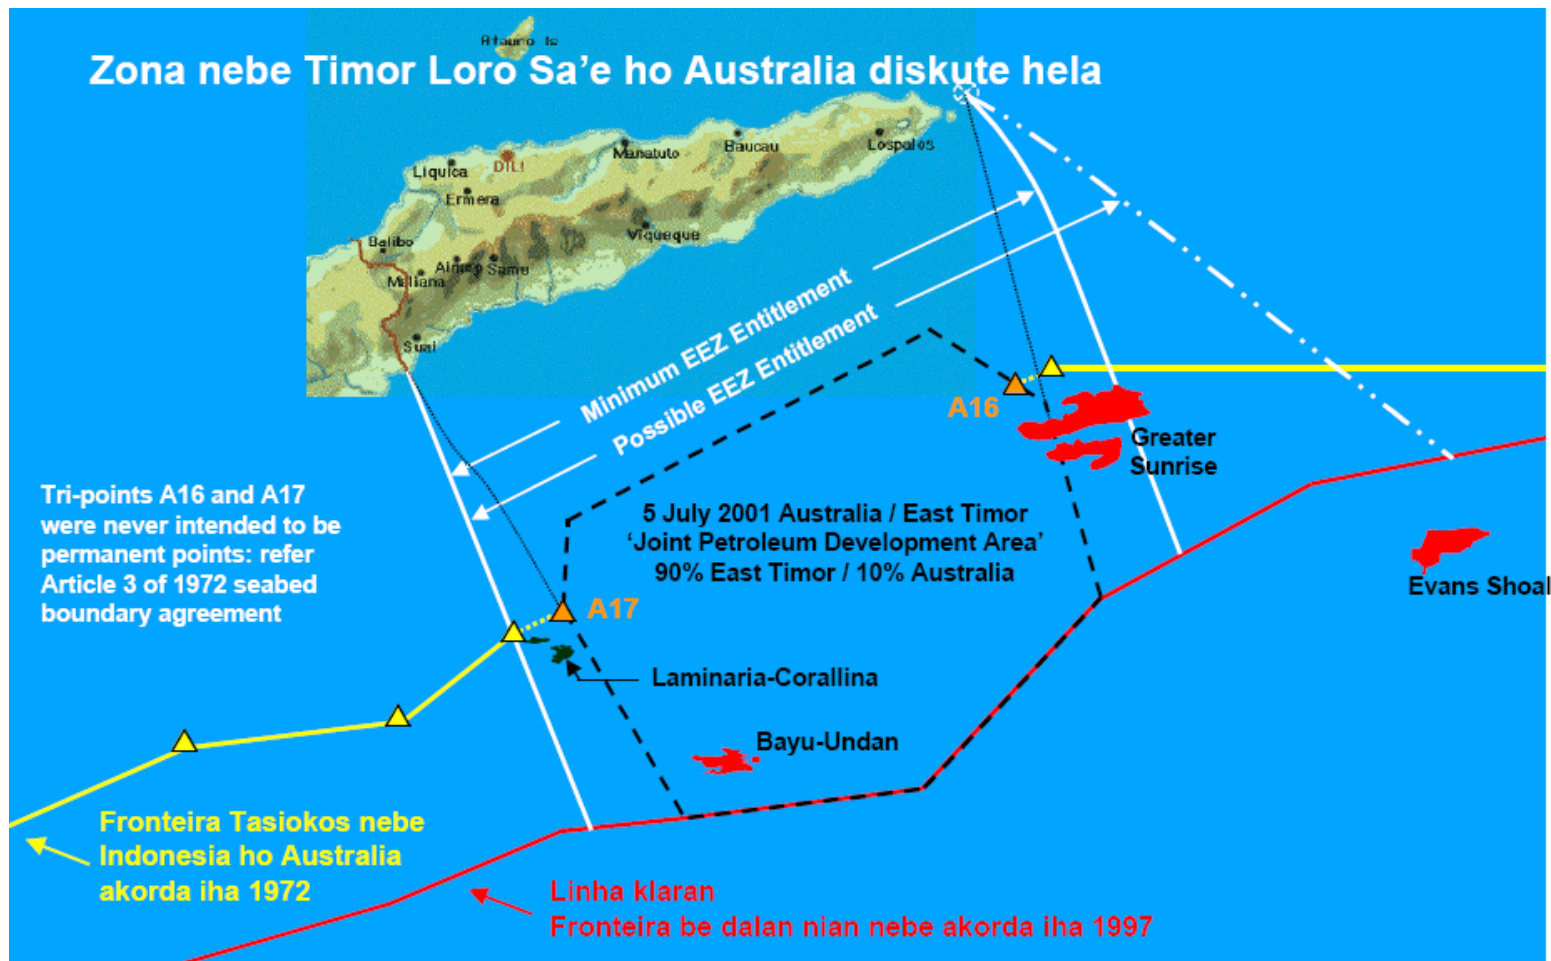 Atauro Is
Zona nebe Timor Loro Sa'e ho Australia diskute hela
Liquica
DILI
Manatuto
Baucau
Lospalos
Ermera
Balibo
Viqueque
Maliana
Same
Suai
Minimum EEZ Entitlement
Possible EEZ Entitlement
A16
Greater
Sunrise
Tri-points A16 and A17
were never intended to be
permanent points: refer
Article 3 of 1972 seabed
boundary agreement
5 July 2001 Australia / East Timor
'Joint Petroleum Development Area'
90% East Timor / 10% Australia
Evans Shoal
A17
Laminaria-Corallina
Bayu-Undan
Fronteira Tasiokos nebe
Indonesia ho Australia
akorda iha 1972
Linha klaran
Fronteira be dalan nian nebe akorda iha 1997